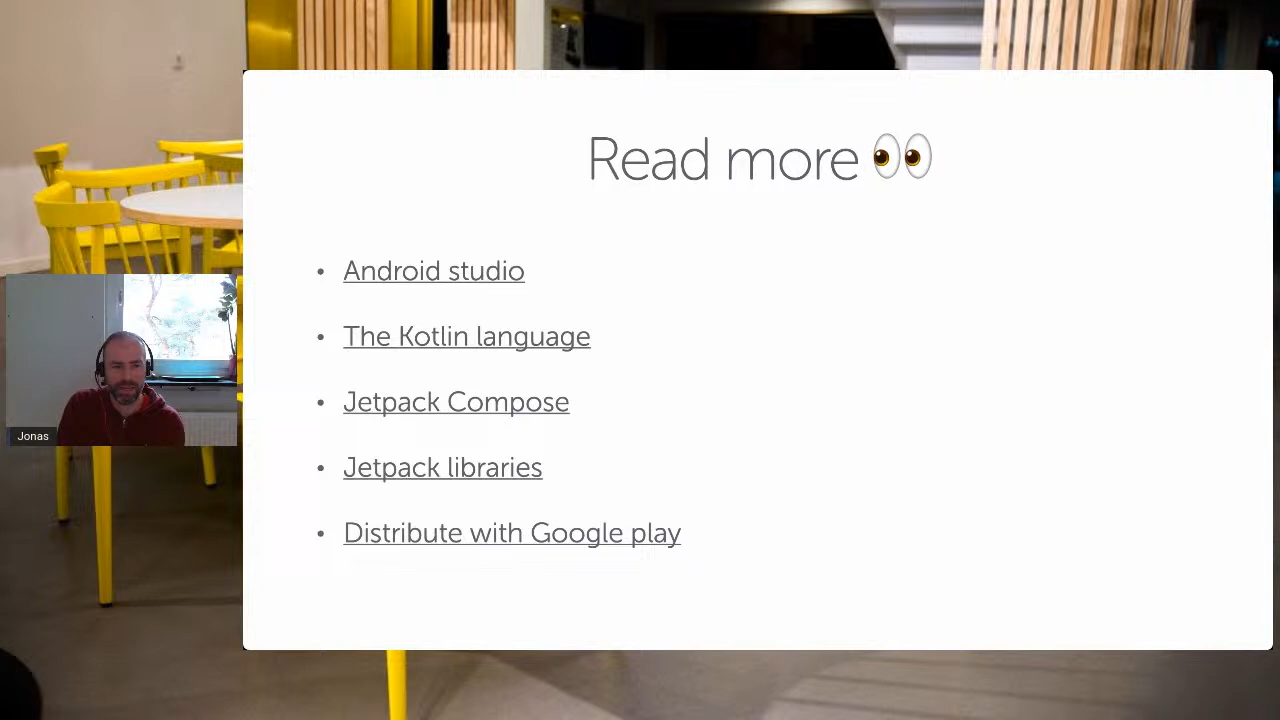 Read more 👀
• Android studio
• The Kotlin language
• Jetpack Compose
• Jetpack libraries
• Distribute with Google play
Jonas